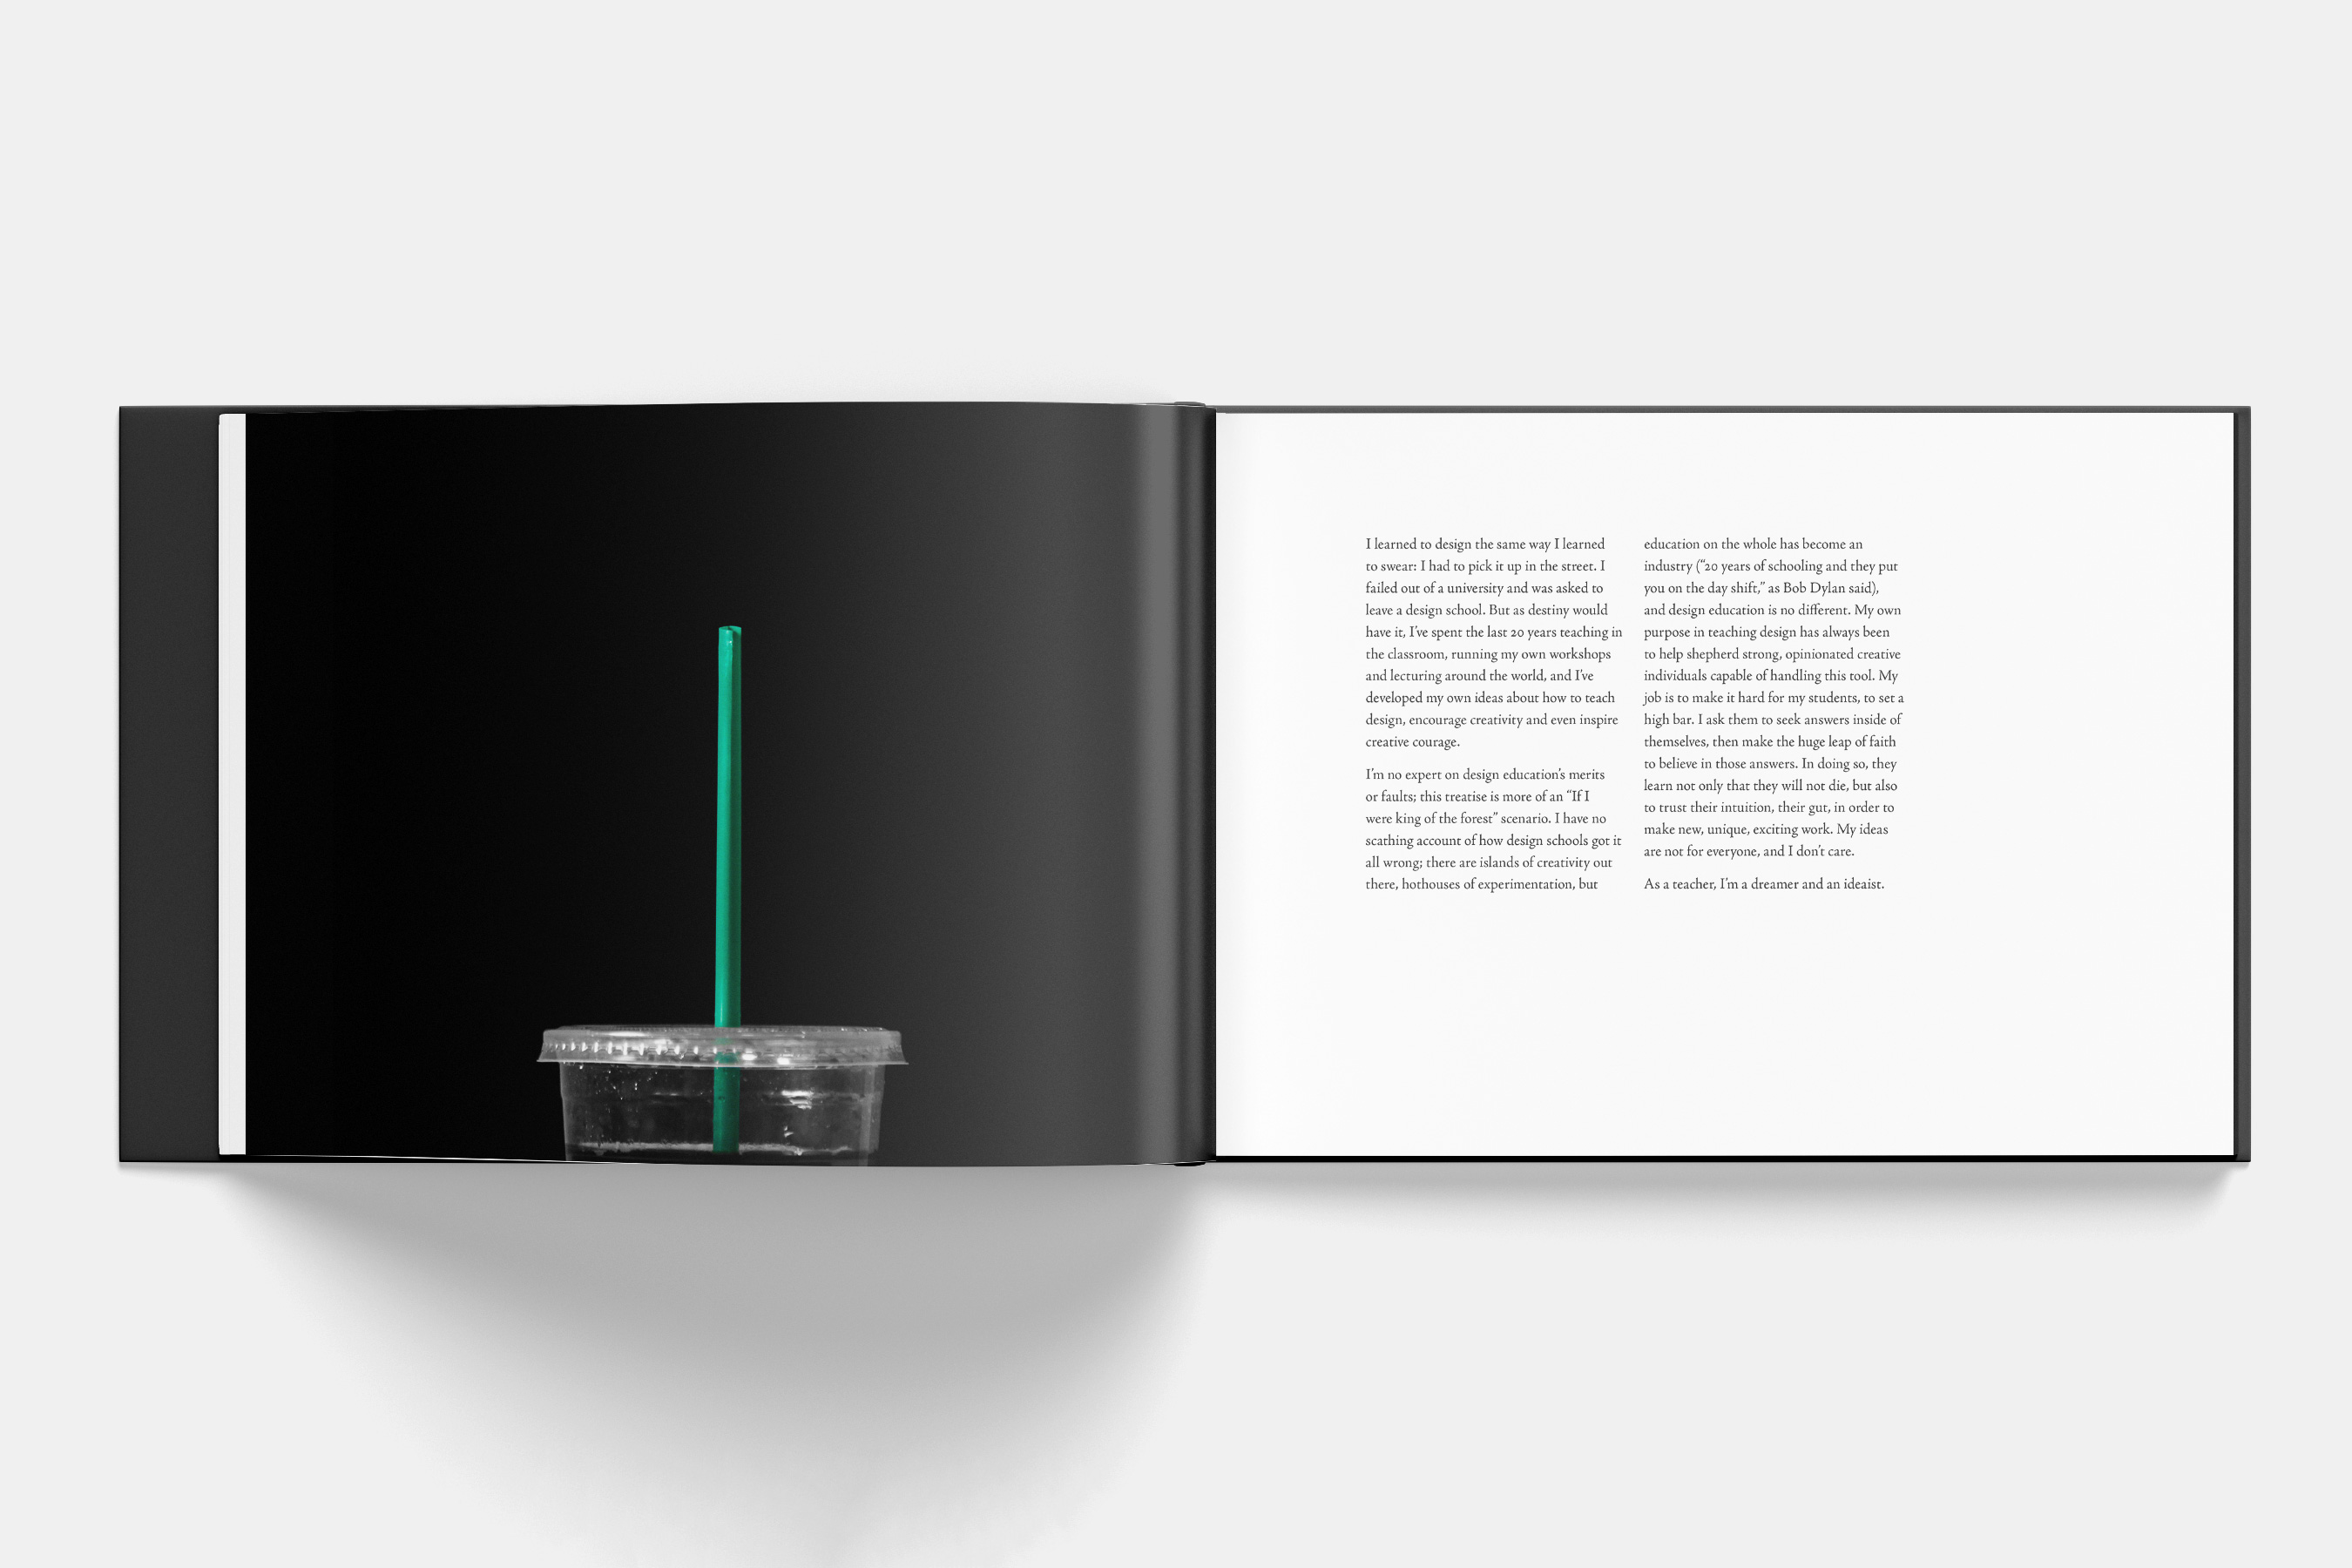 I learned to design the same way I learned
to swear: I had to pick it up in the street. I
failed out of a university and was asked to
leave a design school. But as destiny would
have it, I’ve spent the last 20 years teaching in
the classroom, running my own workshops
and lecturing around the world, and I’ve
developed my own ideas about how to teach
design, encourage creativity and even inspire
creative courage.
I’m no expert on design education’s merits
or faults; this treatise is more of an “If I
were king of the forest” scenario. I have no
scathing account of how design schools got it
all wrong; there are islands of creativity out
there, hothouses of experimentation, but
education on the whole has become an
industry (“20 years of schooling and they put
you on the day shift,” as Bob Dylan said),
and design education is no different. My own
purpose in teaching design has always been
to help shepherd strong, opinionated creative
individuals capable of handling this tool. My
job is to make it hard for my students, to set a
high bar. I ask them to seek answers inside of
themselves, then make the huge leap of faith
to believe in those answers. In doing so, they
learn not only that they will not die, but also
to trust their intuition, their gut, in order to
make new, unique, exciting work. My ideas
are not for everyone, and I don’t care.
As a teacher, I’m a dreamer and an ideaist.